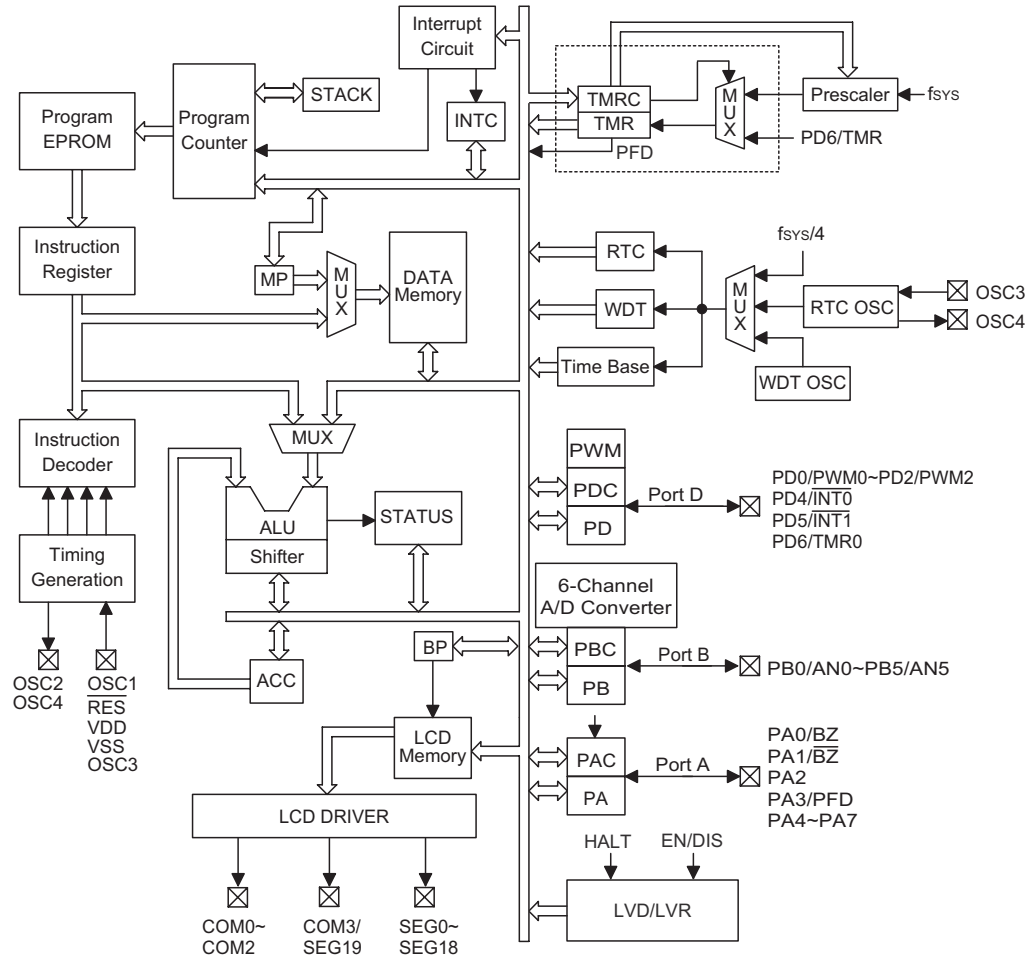 Interrupt
Circuit
STACK
Program
EPROM
Program
Counter
INTC
TMRC
TMR
PFD
MUX
Prescaler
fSYS
PD6/TMR
Instruction
Register
MP
MUX
DATA
Memory
RTC
WDT
Time Base
MUX
fSYS/4
RTC OSC
OSC3
OSC4
WDT OSC
Instruction
Decoder
MUX
ALU
Shifter
STATUS
PWM
PDC
PD
Port D
PD0/PWM0~PD2/PWM2
PD4/I̅N̅T̅0̅
PD5/I̅N̅T̅1̅
PD6/TMR0
Timing
Generation
OSC2
OSC4
OSC1
R̅E̅S̅
VDD
VSS
OSC3
ACC
BP
6-Channel
A/D Converter
PBC
PB
Port B
PB0/AN0~PB5/AN5
LCD
Memory
PAC
PA
Port A
PA0/BZ
PA1/B̅Z̅
PA2
PA3/PFD
PA4~PA7
LCD DRIVER
COM0~
COM2
COM3/
SEG19
SEG0~
SEG18
HALT
EN/DIS
LVD/LVR